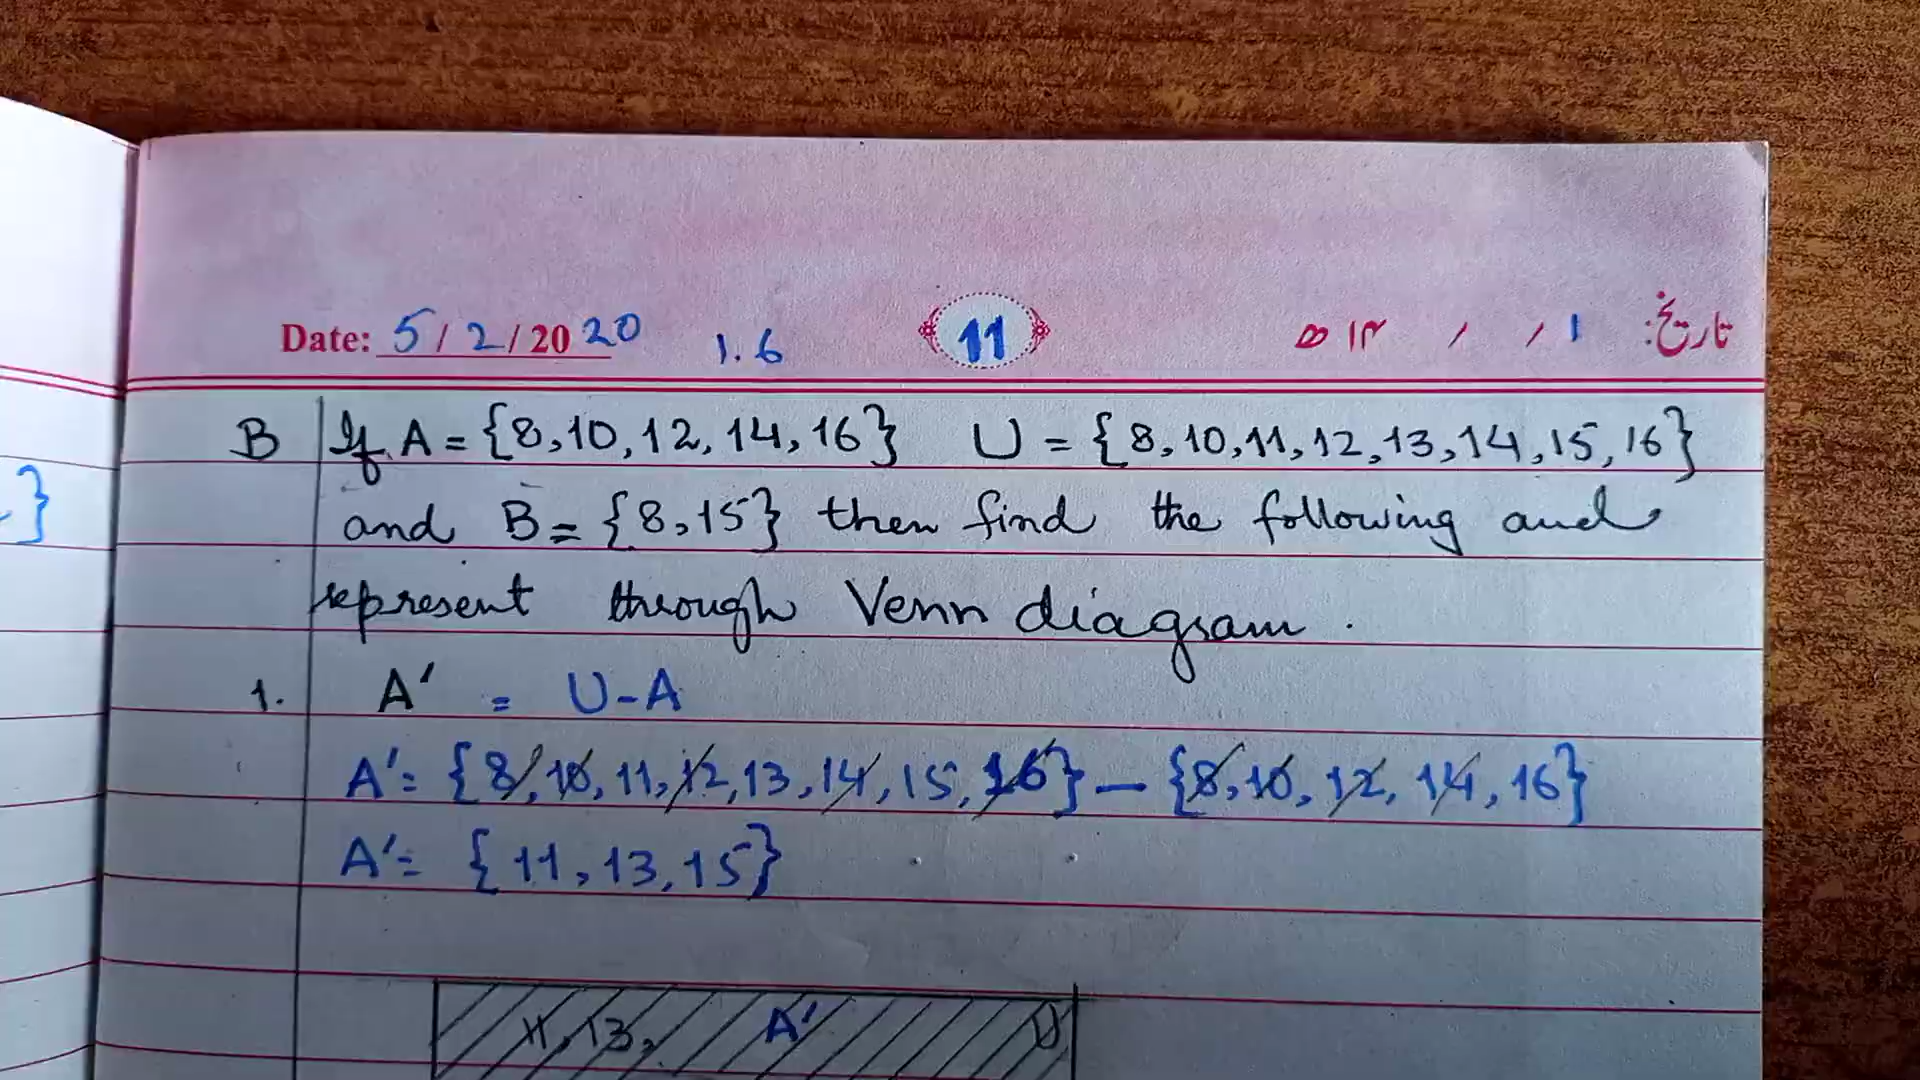 Date: 5/2/2020 1.6 11 تاریخ: ۱ / / ۱۴ھ
B If A = {8,10,12,14,16} U = {8,10,11,12,13,14,15,16}
}
and B = {8,15} then find the following and
represent through Venn diagram.
1. A' = U-A
A' = {8,10,11,12,13,14,15,16} - {8,10,12,14,16}
A' = {11,13,15}
11,13, A' U